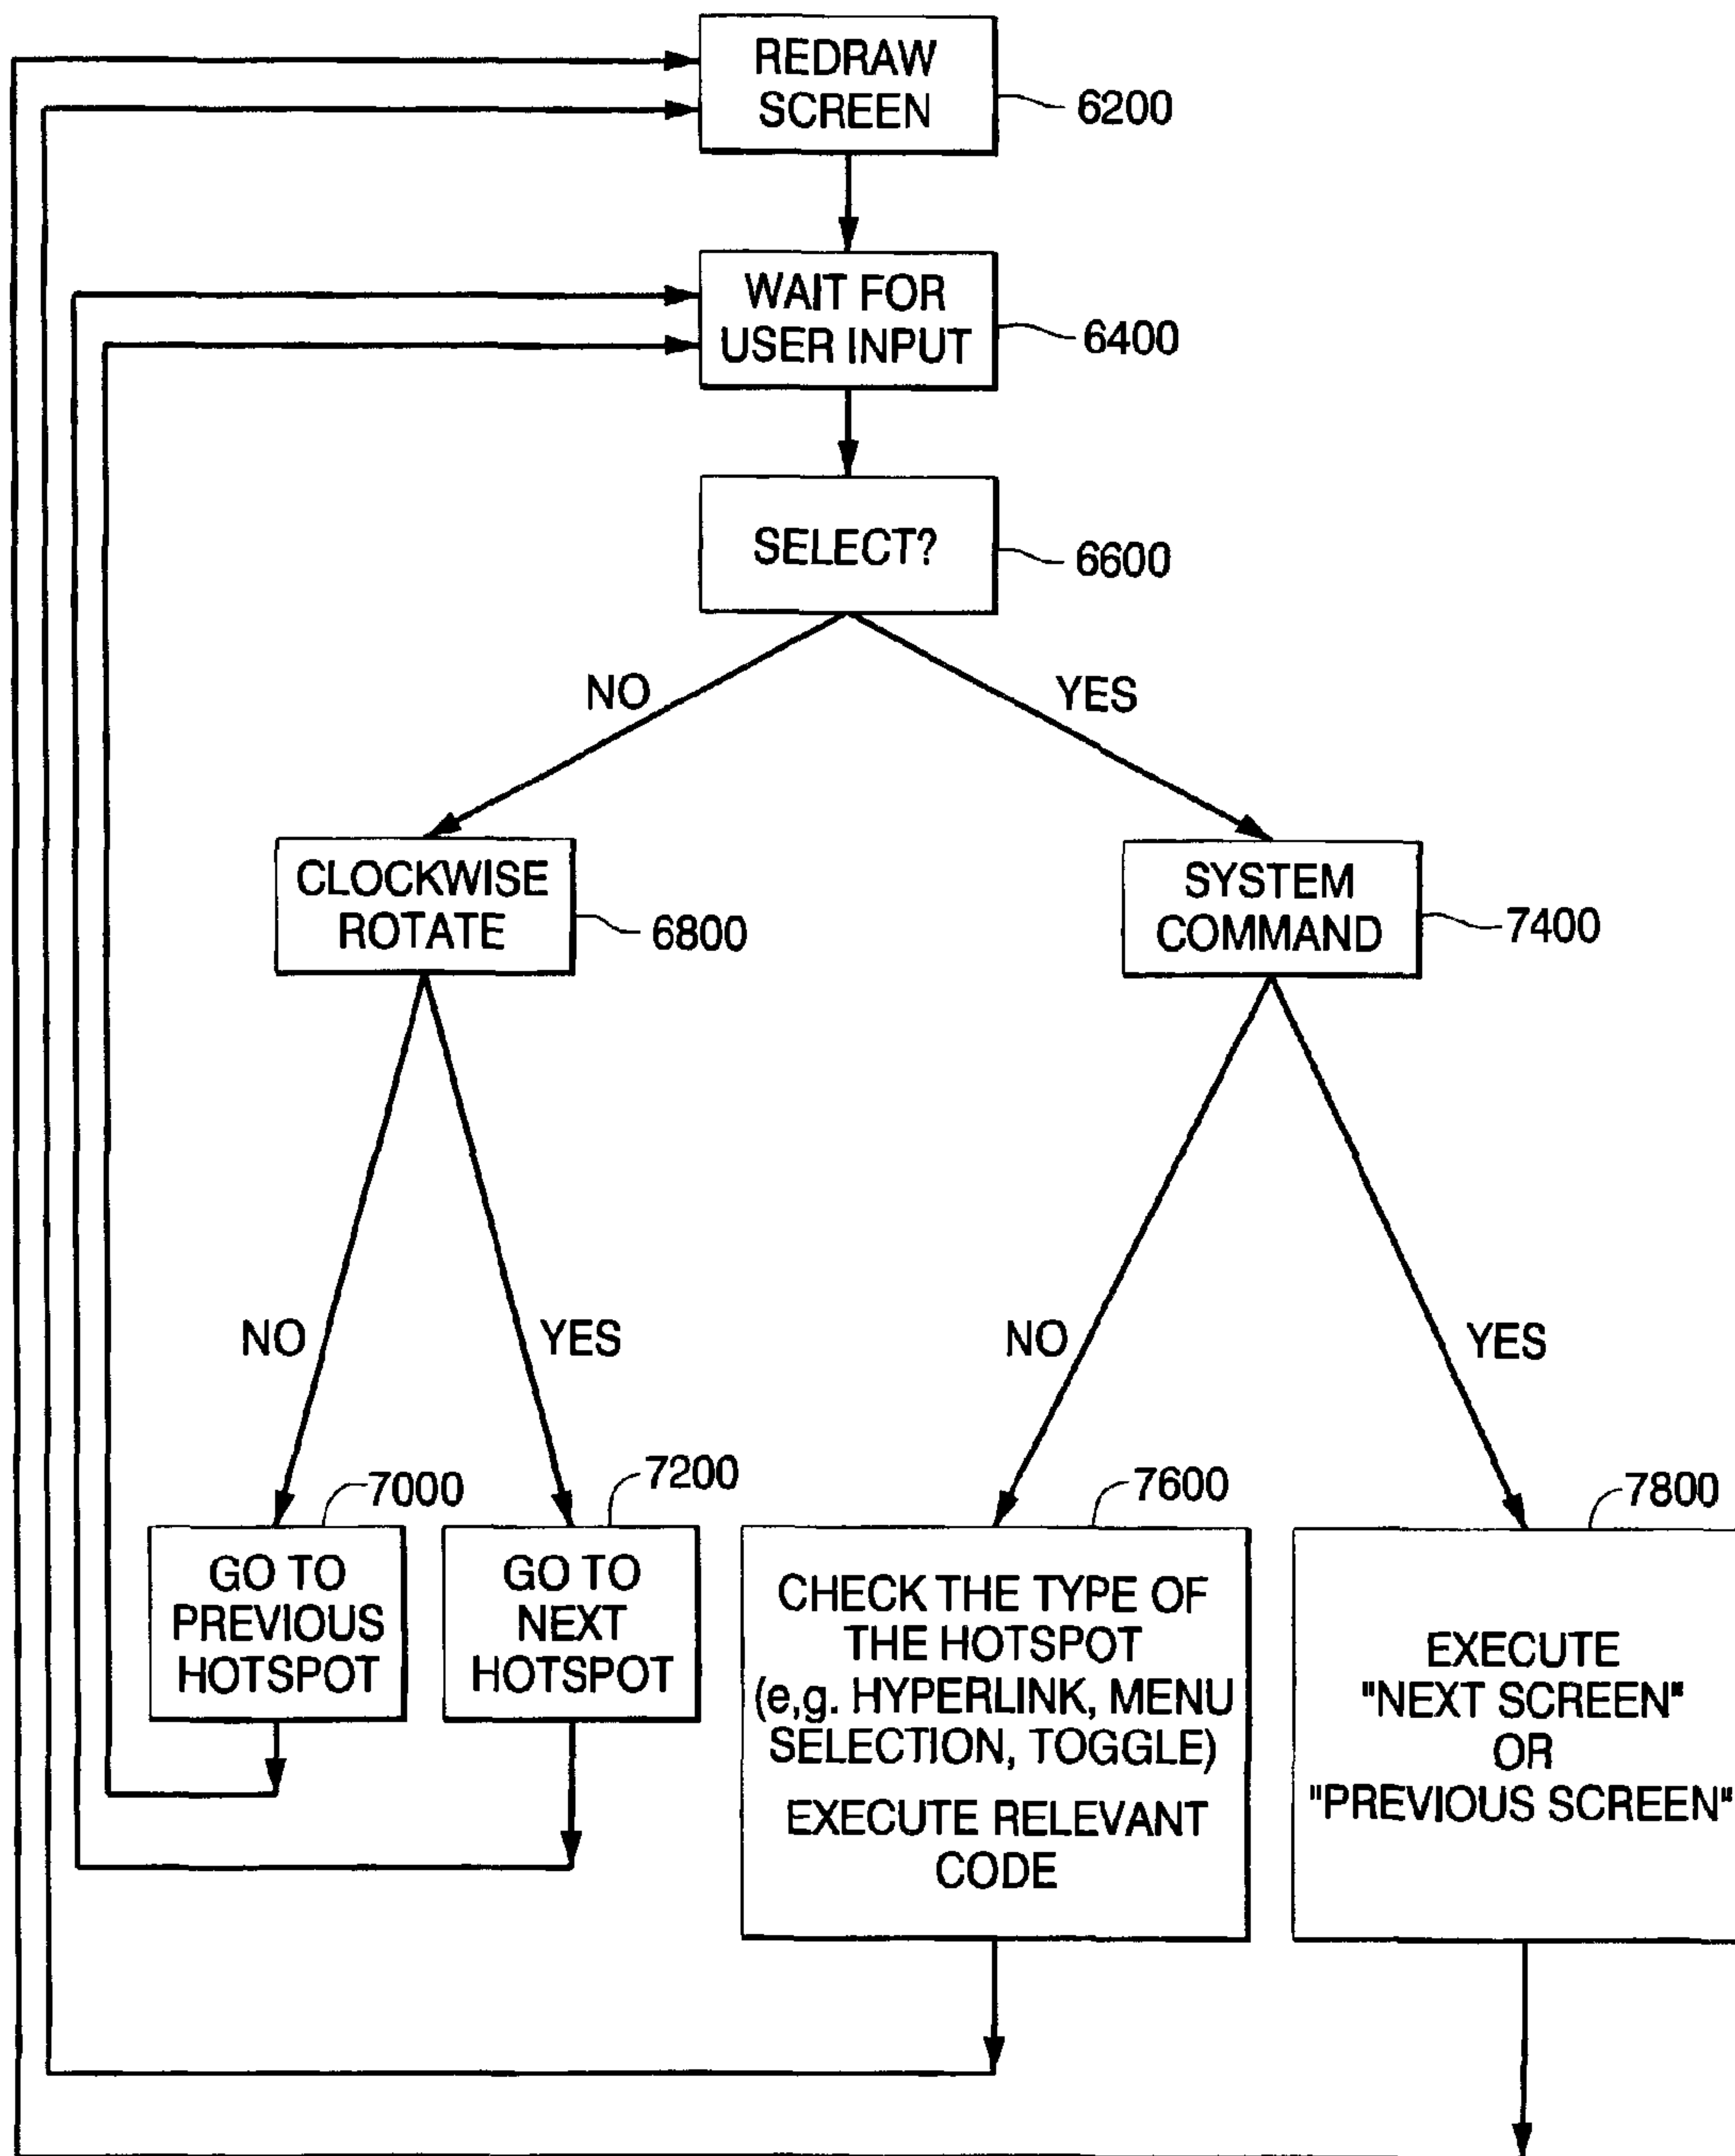 REDRAW
SCREEN
6200
WAIT FOR
USER INPUT
6400
SELECT?
6600
NO
YES
CLOCKWISE
ROTATE
6800
SYSTEM
COMMAND
7400
NO
YES
NO
YES
7000
7200
7600
7800
GO TO
PREVIOUS
HOTSPOT
GO TO
NEXT
HOTSPOT
CHECK THE TYPE OF
THE HOTSPOT
(e,g. HYPERLINK, MENU
SELECTION, TOGGLE)
EXECUTE RELEVANT
CODE
EXECUTE
"NEXT SCREEN"
OR
"PREVIOUS SCREEN"